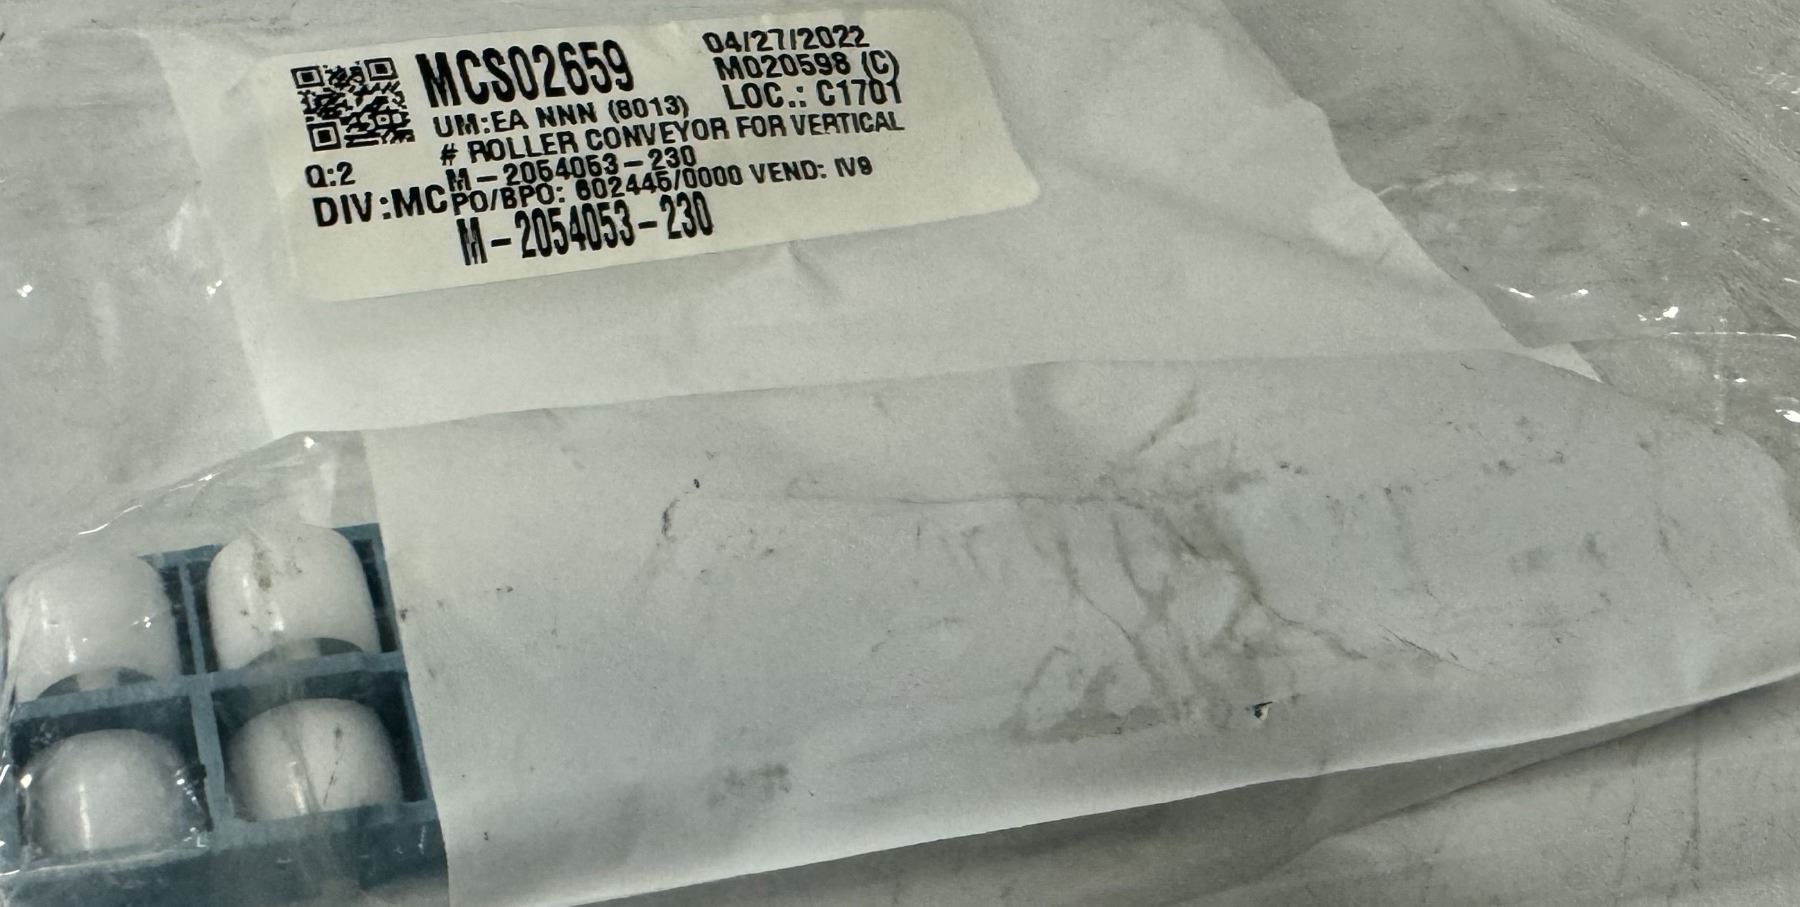 MCS02659
04/27/2022
M020598 (C)
UM:EA NNN (8013)
LOC.: C1701
# ROLLER CONVEYOR FOR VERTICAL
Q:2
M-2054053-230
DIV:MC
PO/BPO: 602445/0000 VEND: IV9
M-2054053-230